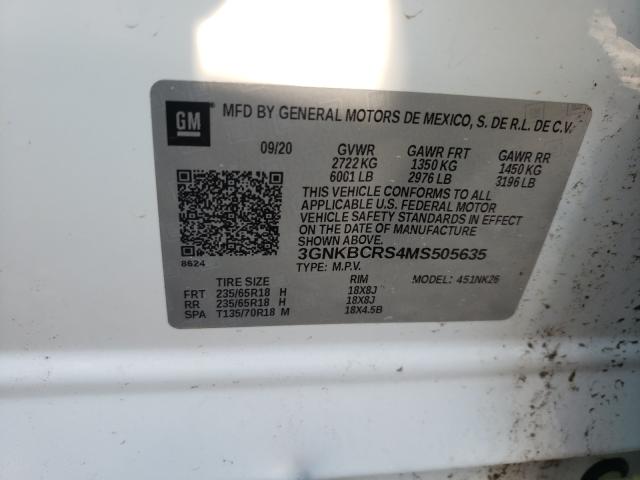 GM MFD BY GENERAL MOTORS DE MEXICO, S. DE R.L. DE C.V.
09/20 GVWR GAWR FRT GAWR RR
2722 KG 1350 KG 1450 KG
6001 LB 2976 LB 3196 LB
THIS VEHICLE CONFORMS TO ALL
APPLICABLE U.S. FEDERAL MOTOR
VEHICLE SAFETY STANDARDS IN EFFECT
ON THE DATE OF MANUFACTURE
SHOWN ABOVE.
8624 3GNKBCRS4MS505635
TYPE: M.P.V. MODEL: 451NK26
TIRE SIZE RIM
FRT 235/65R18 H 18X8J
RR 235/65R18 H 18X8J
SPA T135/70R18 M 18X4.5B